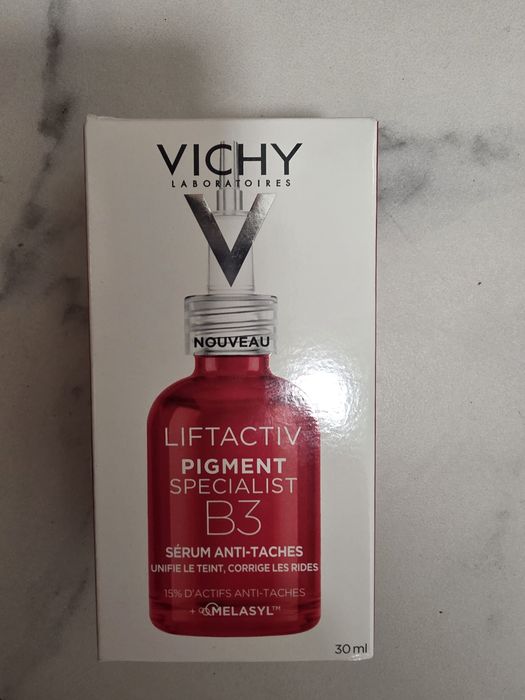 VICHY
LABORATOIRES
NOUVEAU
LIFTACTIV
PIGMENT
SPECIALIST
B3
SÉRUM ANTI-TACHES
UNIFIE LE TEINT, CORRIGE LES RIDES
15% D'ACTIFS ANTI-TACHES
+ MELASYL™
30 ml